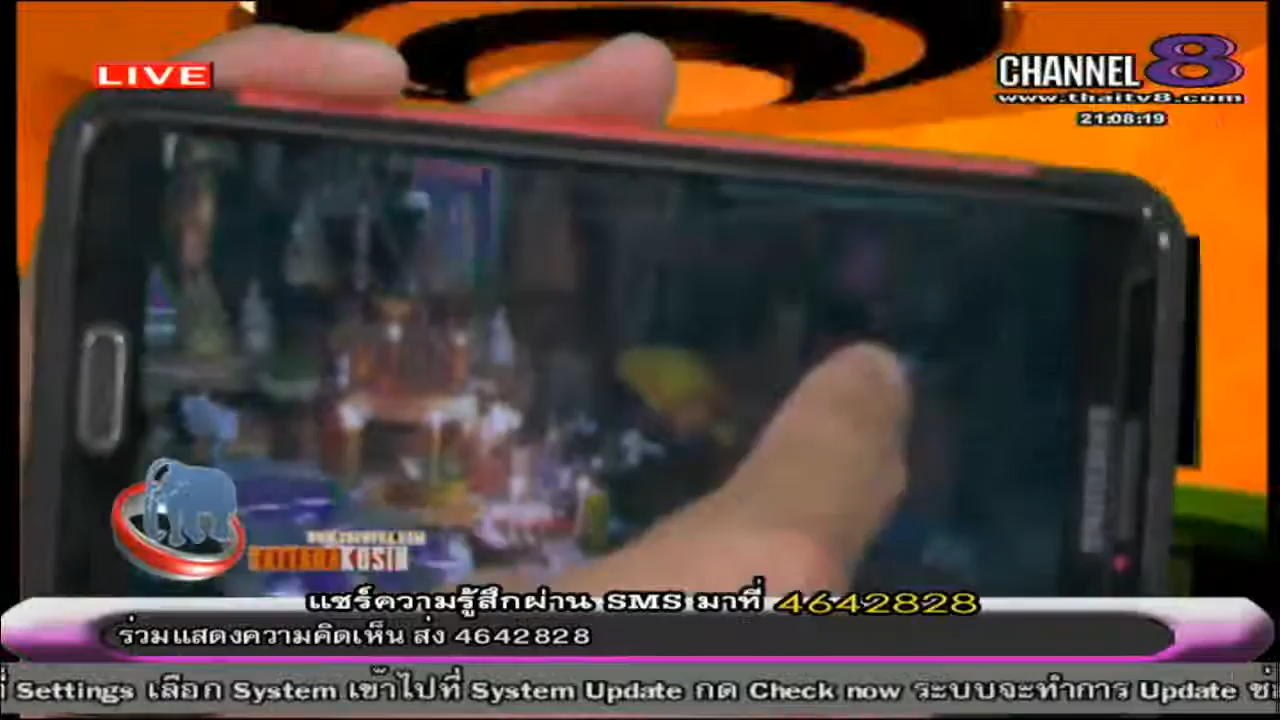 LIVE
CHANNEL 8
www.thaitv8.com
21:08:19
KOSIN
แชร์ความรู้สึกผ่าน SMS มาที่ 4642828
ร่วมแสดงความคิดเห็น ส่ง 4642828
ที่ Settings เลือก System เข้าไปที่ System Update กด Check now ระบบจะทำการ Update